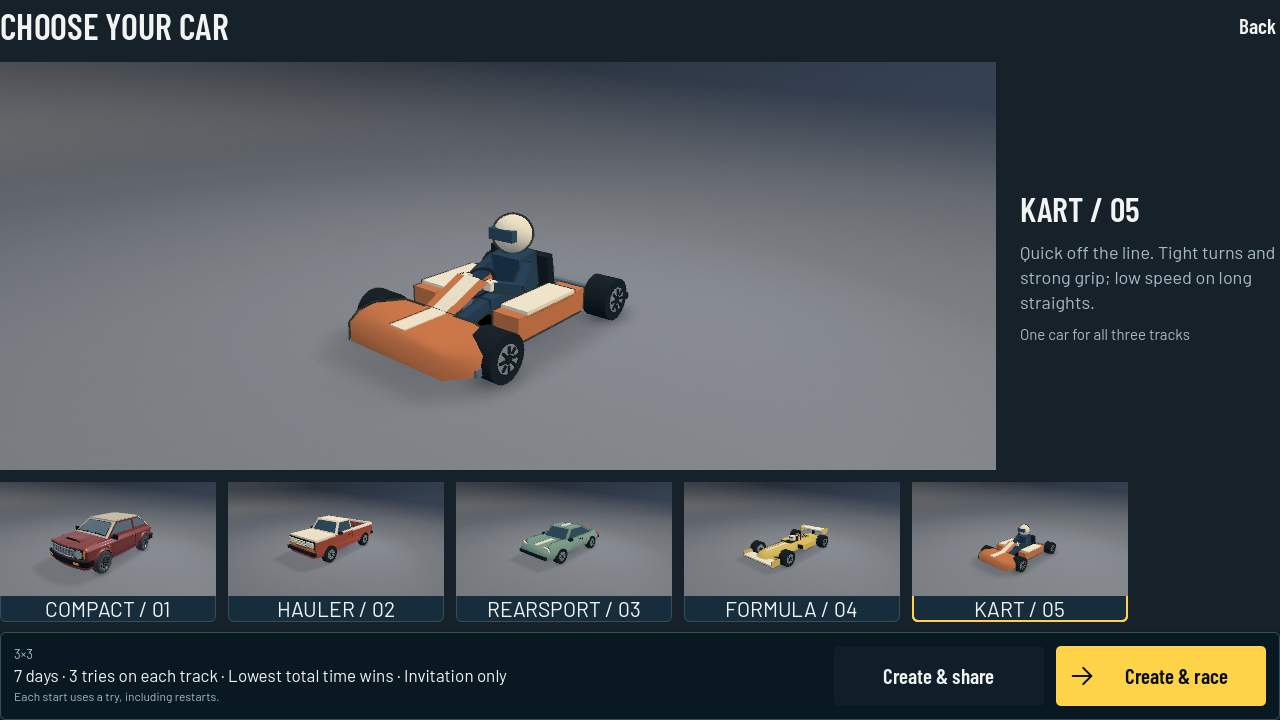 CHOOSE YOUR CAR
Back
KART / 05
Quick off the line. Tight turns and
strong grip; low speed on long
straights.
One car for all three tracks
COMPACT / 01
HAULER / 02
REARSPORT / 03
FORMULA / 04
KART / 05
3×3
7 days · 3 tries on each track · Lowest total time wins · Invitation only
Each start uses a try, including restarts.
Create & share
Create & race